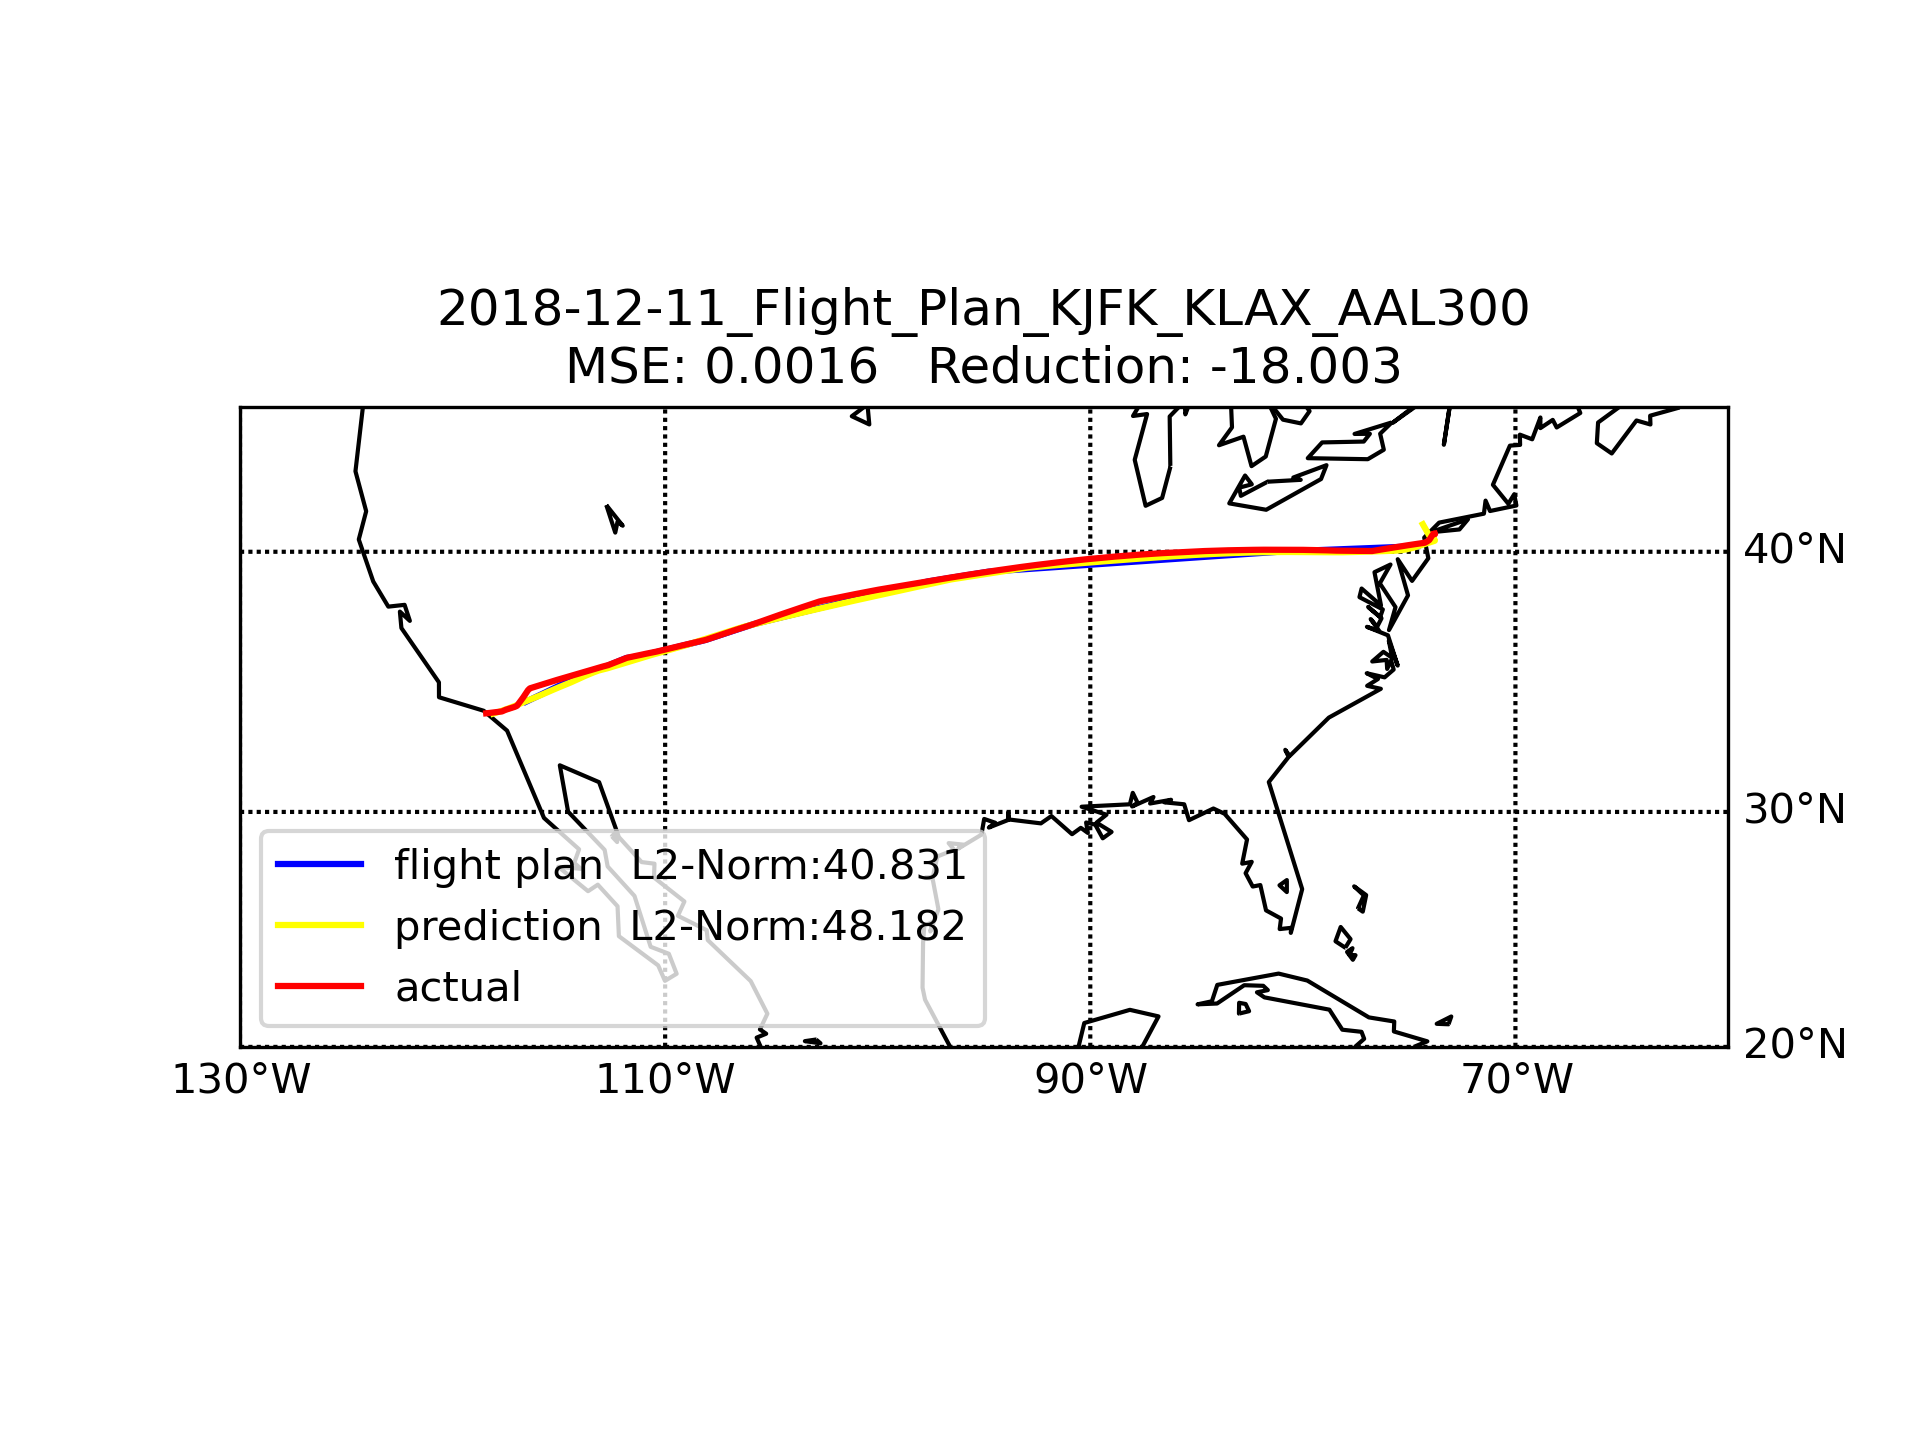 2018-12-11_Flight_Plan_KJFK_KLAX_AAL300
MSE: 0.0016 Reduction: -18.003
40°N
30°N
flight plan L2-Norm:40.831
prediction L2-Norm:48.182
actual
20°N
130°W 110°W 90°W 70°W